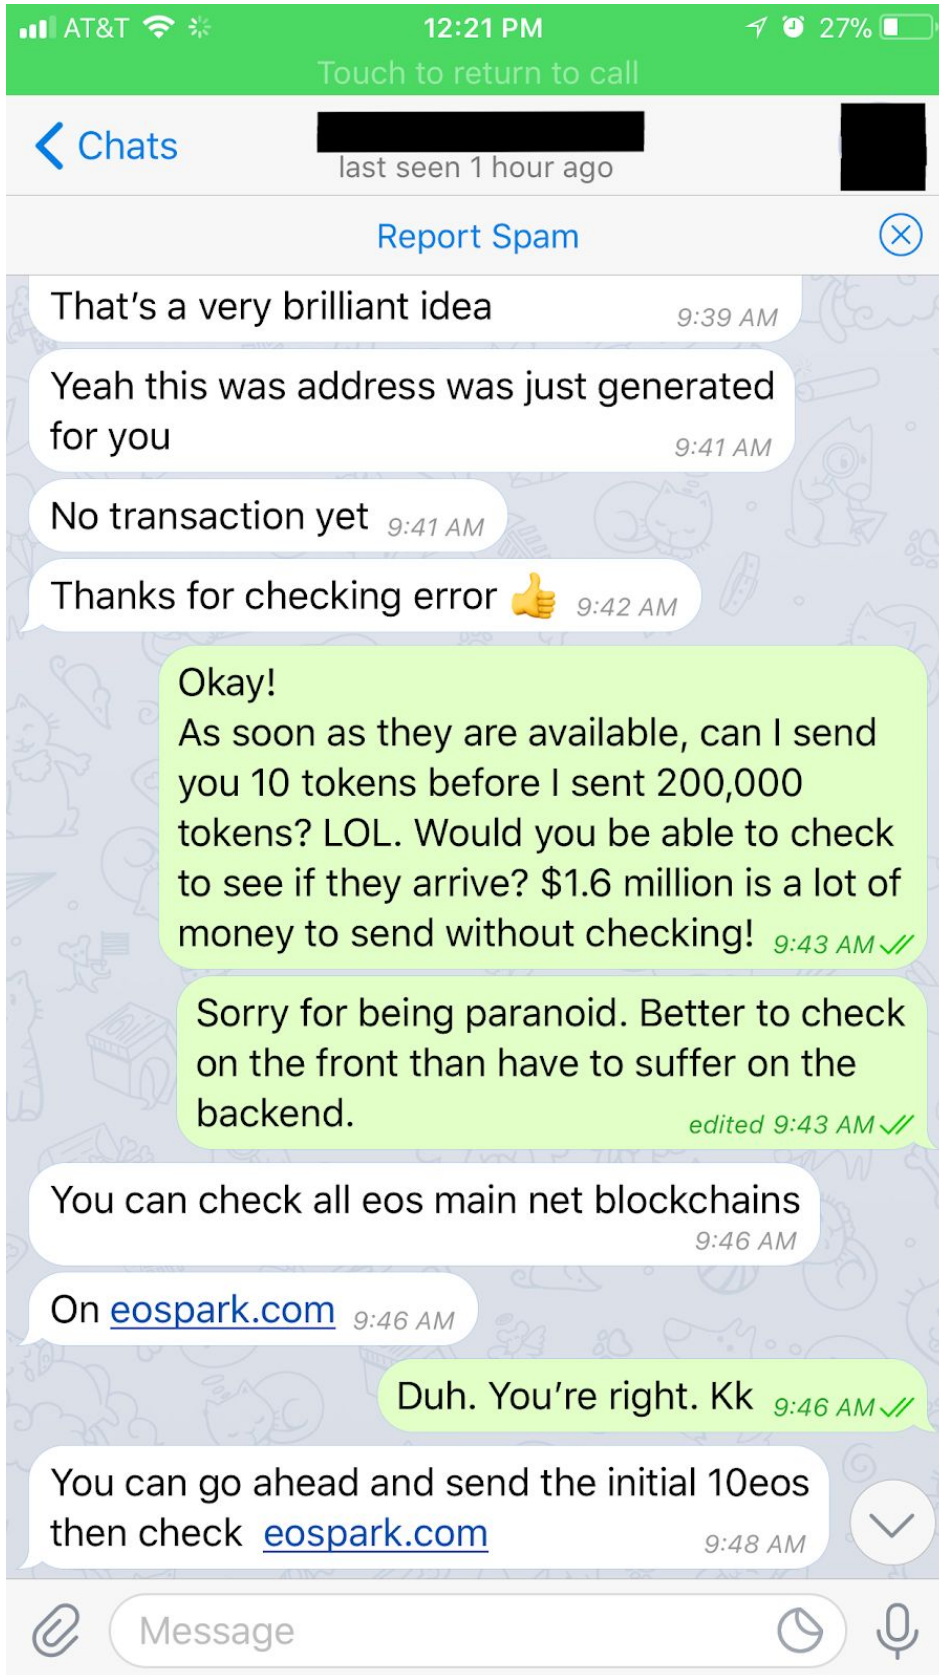 AT&T 12:21 PM 27%
Touch to return to call
Chats
last seen 1 hour ago
Report Spam
That's a very brilliant idea 9:39 AM
Yeah this was address was just generated
for you 9:41 AM
No transaction yet 9:41 AM
Thanks for checking error 👍 9:42 AM
Okay!
As soon as they are available, can I send
you 10 tokens before I sent 200,000
tokens? LOL. Would you be able to check
to see if they arrive? $1.6 million is a lot of
money to send without checking! 9:43 AM
Sorry for being paranoid. Better to check
on the front than have to suffer on the
backend. edited 9:43 AM
You can check all eos main net blockchains
9:46 AM
On eospark.com 9:46 AM
Duh. You're right. Kk 9:46 AM
You can go ahead and send the initial 10eos
then check eospark.com 9:48 AM
Message